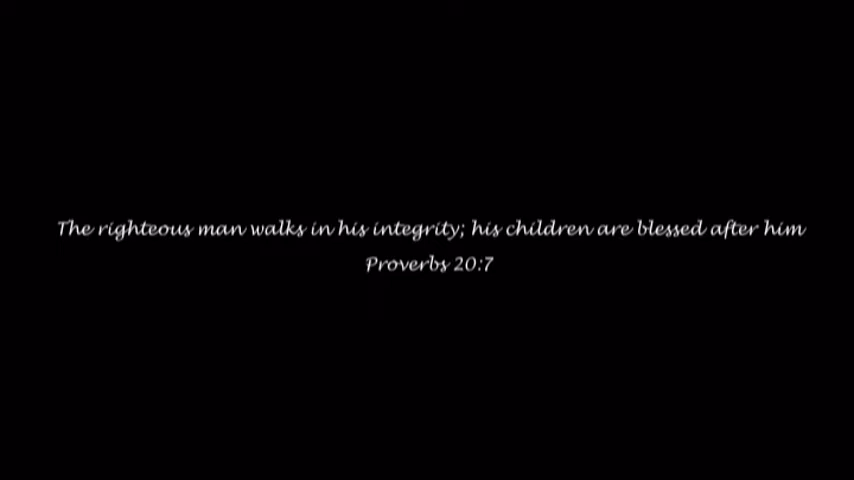 The righteous man walks in his integrity; his children are blessed after him
Proverbs 20:7